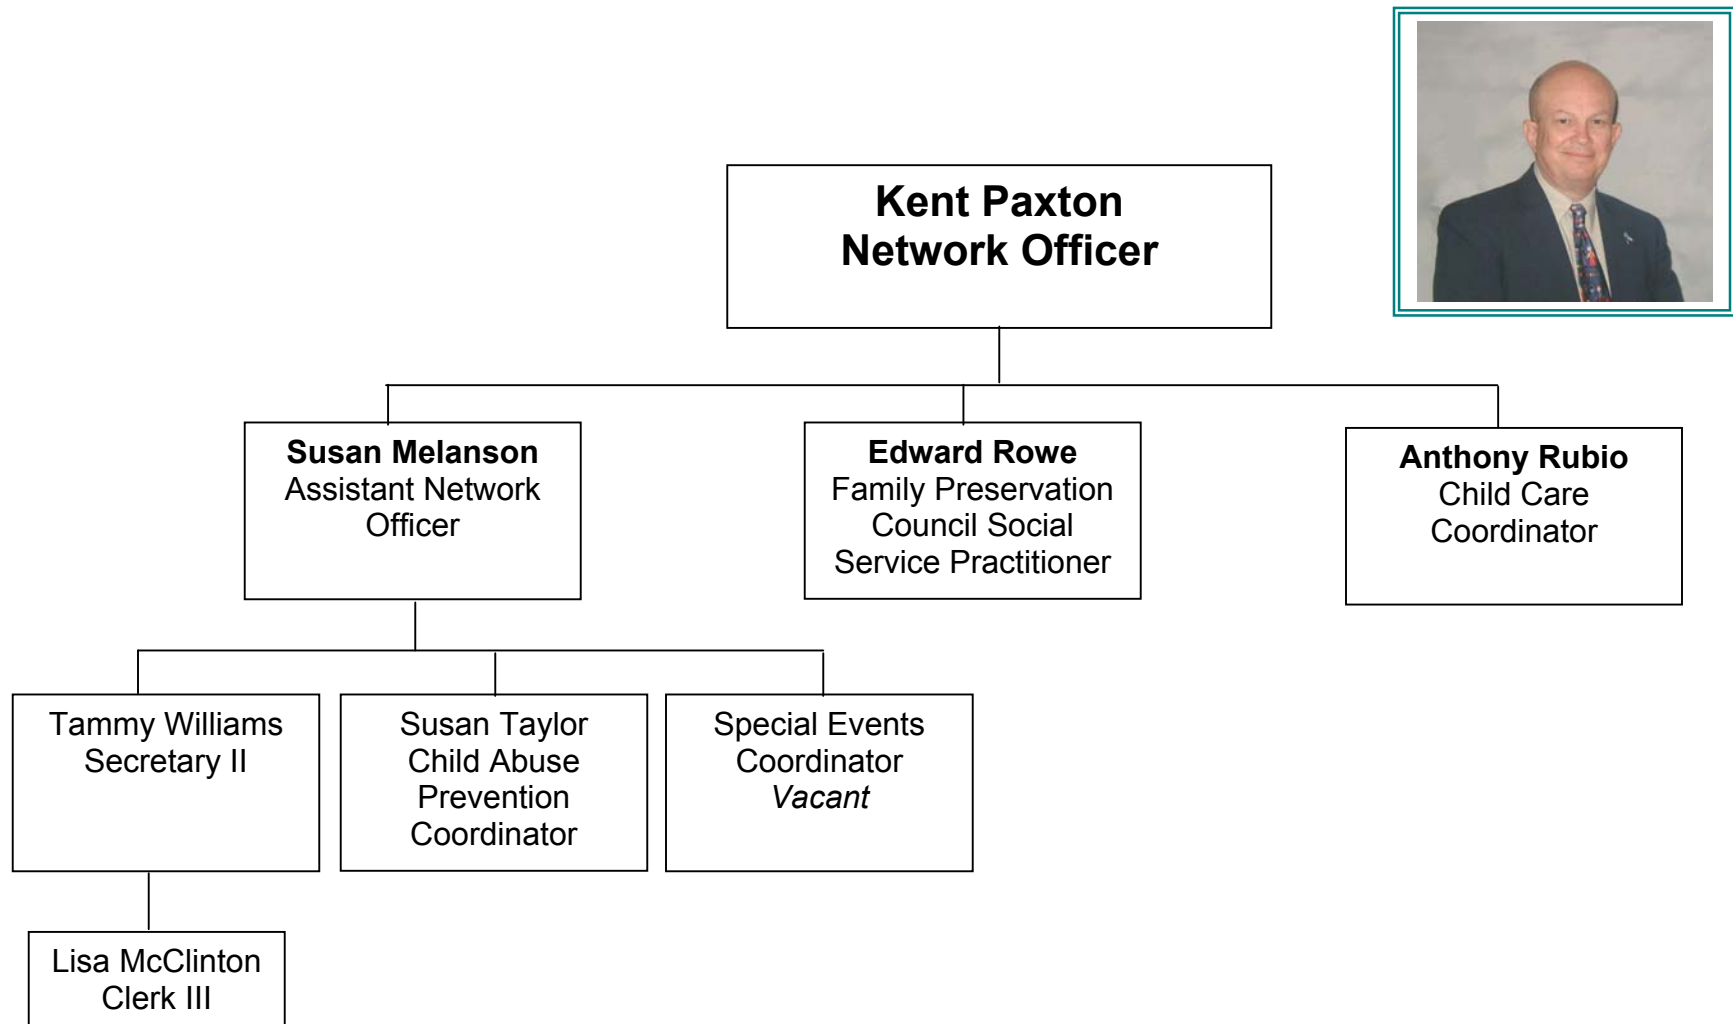 Kent Paxton
Network Officer
Susan Melanson
Assistant Network
Officer
Edward Rowe
Family Preservation
Council Social
Service Practitioner
Anthony Rubio
Child Care
Coordinator
Tammy Williams
Secretary II
Susan Taylor
Child Abuse
Prevention
Coordinator
Special Events
Coordinator
Vacant
Lisa McClinton
Clerk III